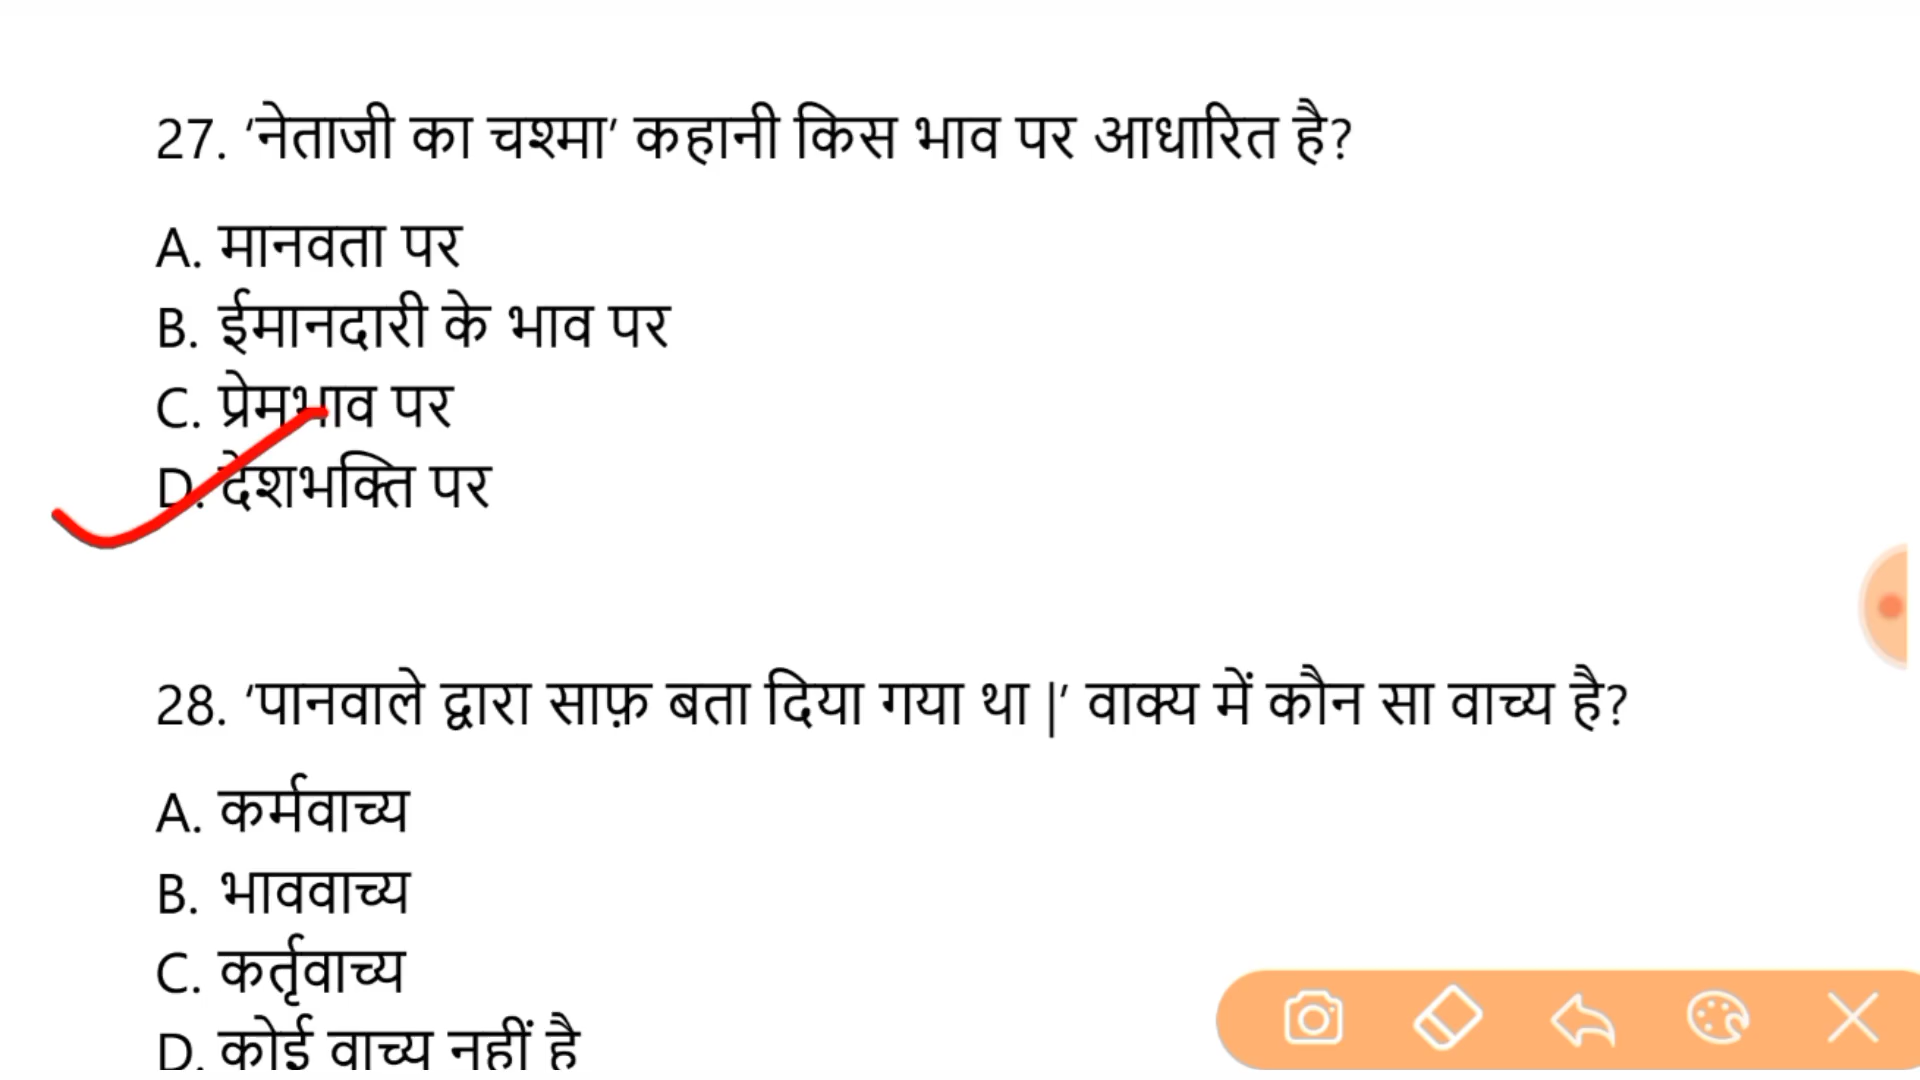 27. ‘नेताजी का चश्मा’ कहानी किस भाव पर आधारित है?
A. मानवता पर
B. ईमानदारी के भाव पर
C. प्रेमभाव पर
D. देशभक्ति पर
28. ‘पानवाले द्वारा साफ़ बता दिया गया था |’ वाक्य में कौन सा वाच्य है?
A. कर्मवाच्य
B. भाववाच्य
C. कर्तृवाच्य
D. कोई वाच्य नहीं है